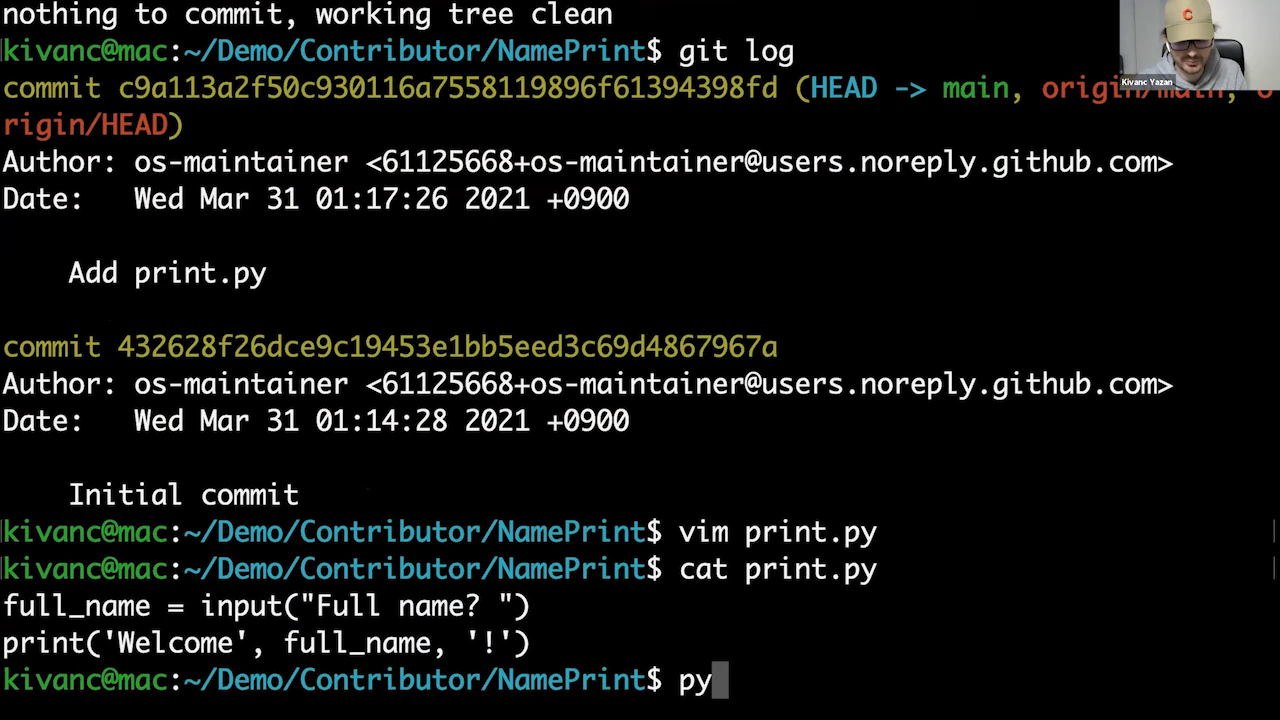 nothing to commit, working tree clean
kivanc@mac:~/Demo/Contributor/NamePrint$ git log
commit c9a113a2f50c930116a7558119896f61394398fd (HEAD -> main, origin/main, o
rigin/HEAD)
Author: os-maintainer <61125668+os-maintainer@users.noreply.github.com>
Date:   Wed Mar 31 01:17:26 2021 +0900
    Add print.py
commit 432628f26dce9c19453e1bb5eed3c69d4867967a
Author: os-maintainer <61125668+os-maintainer@users.noreply.github.com>
Date:   Wed Mar 31 01:14:28 2021 +0900
    Initial commit
kivanc@mac:~/Demo/Contributor/NamePrint$ vim print.py
kivanc@mac:~/Demo/Contributor/NamePrint$ cat print.py
full_name = input("Full name? ")
print('Welcome', full_name, '!')
kivanc@mac:~/Demo/Contributor/NamePrint$ py
C
Kivanc Yazan